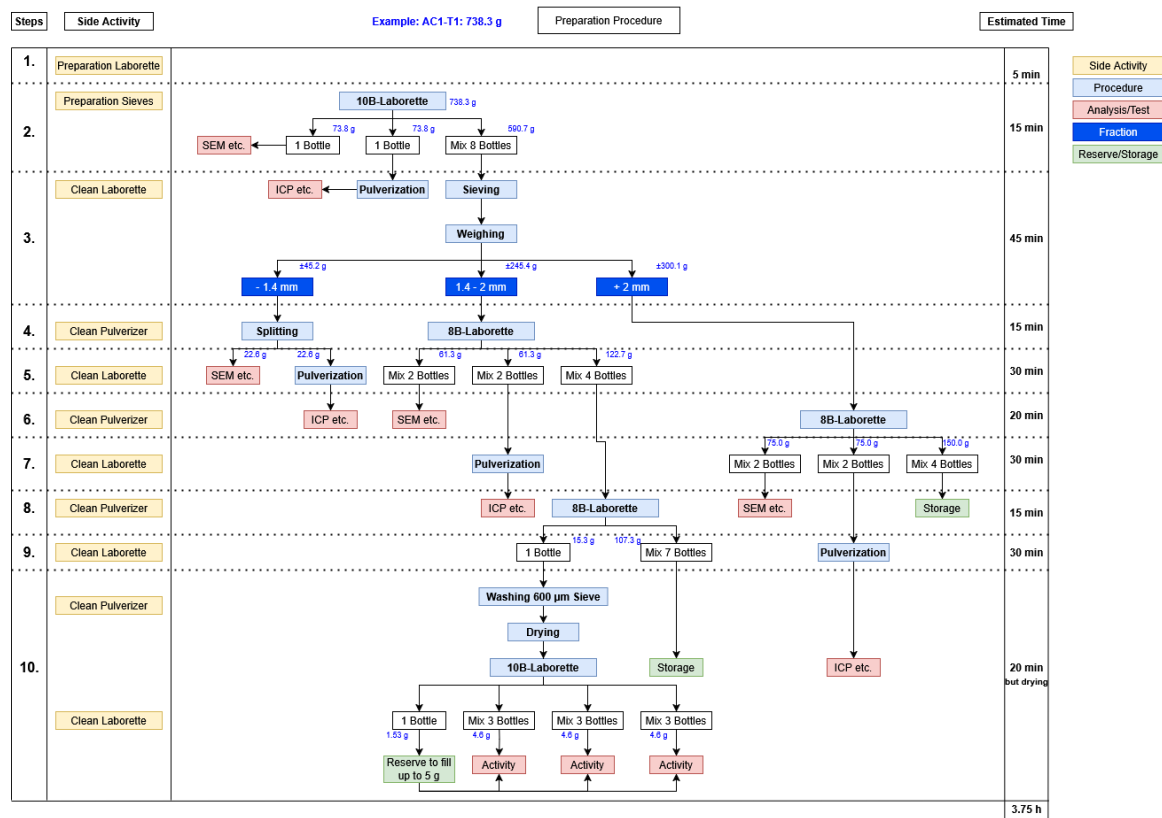 Steps
Side Activity
Example: AC1-T1: 738.3 g
Preparation Procedure
Estimated Time
1.
Preparation Laborette
5 min
Side Activity
Procedure
Analysis/Test
Fraction
Reserve/Storage
Preparation Sieves
10B-Laborette
738.3 g
2.
73.8 g
73.8 g
590.7 g
15 min
SEM etc.
1 Bottle
1 Bottle
Mix 8 Bottles
Clean Laborette
ICP etc.
Pulverization
Sieving
3.
Weighing
45 min
±45.2 g
±245.4 g
±300.1 g
- 1.4 mm
1.4 - 2 mm
+ 2 mm
4.
Clean Pulverizer
Splitting
8B-Laborette
15 min
22.6 g
22.6 g
61.3 g
61.3 g
122.7 g
5.
Clean Laborette
SEM etc.
Pulverization
Mix 2 Bottles
Mix 2 Bottles
Mix 4 Bottles
30 min
6.
Clean Pulverizer
ICP etc.
SEM etc.
8B-Laborette
20 min
75.0 g
75.0 g
150.0 g
7.
Clean Laborette
Pulverization
Mix 2 Bottles
Mix 2 Bottles
Mix 4 Bottles
30 min
8.
Clean Pulverizer
ICP etc.
8B-Laborette
SEM etc.
Storage
15 min
15.3 g
107.3 g
9.
Clean Laborette
1 Bottle
Mix 7 Bottles
Pulverization
30 min
Clean Pulverizer
Washing 600 µm Sieve
Drying
10.
10B-Laborette
Storage
ICP etc.
20 min
but drying
Clean Laborette
1 Bottle
Mix 3 Bottles
Mix 3 Bottles
Mix 3 Bottles
1.53 g
4.6 g
4.6 g
4.6 g
Reserve to fill
up to 5 g
Activity
Activity
Activity
3.75 h